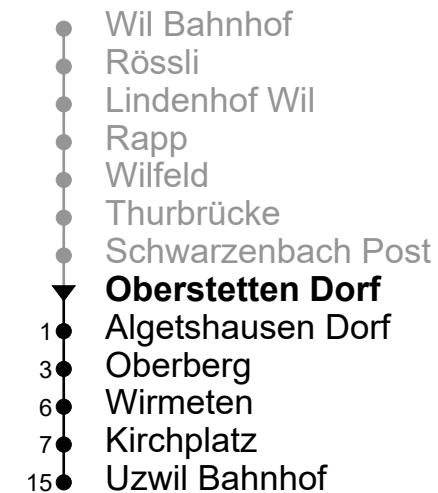 Wil Bahnhof
Rössli
Lindenhof Wil
Rapp
Wilfeld
Thurbrücke
Schwarzenbach Post
Oberstetten Dorf
1 Algetshausen Dorf
3 Oberberg
6 Wirmeten
7 Kirchplatz
15 Uzwil Bahnhof